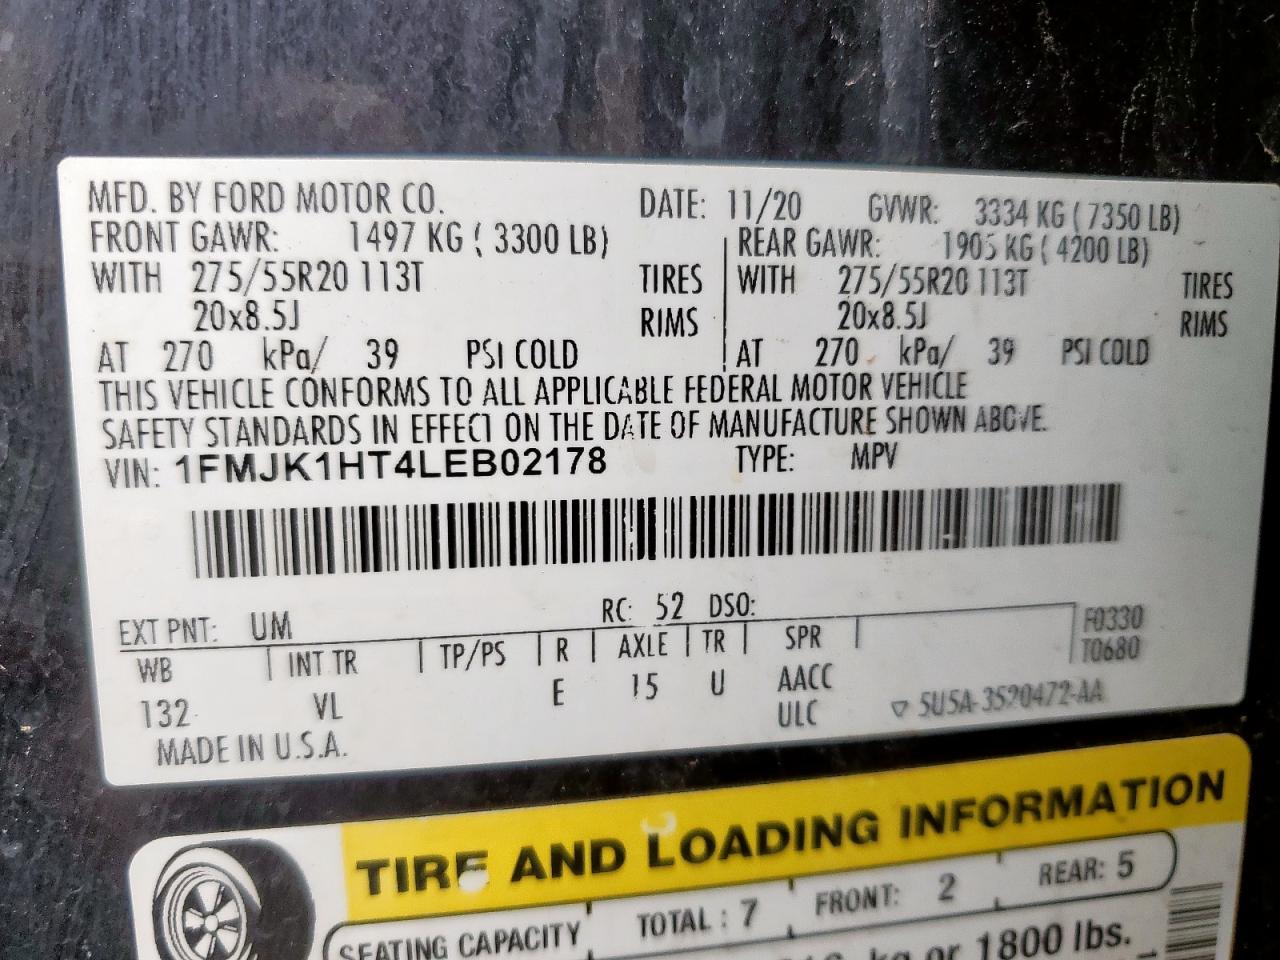 MFD. BY FORD MOTOR CO. DATE: 11/20 GVWR: 3334 KG ( 7350 LB)
FRONT GAWR: 1497 KG ( 3300 LB) REAR GAWR: 1905 KG ( 4200 LB)
WITH 275/55R20 113T TIRES WITH 275/55R20 113T TIRES
20x8.5J RIMS 20x8.5J RIMS
AT 270 kPa/ 39 PSI COLD AT 270 kPa/ 39 PSI COLD
THIS VEHICLE CONFORMS TO ALL APPLICABLE FEDERAL MOTOR VEHICLE
SAFETY STANDARDS IN EFFECT ON THE DATE OF MANUFACTURE SHOWN ABOVE.
VIN: 1FMJK1HT4LEB02178 TYPE: MPV
EXT PNT: UM RC: 52 DSO: F0330
WB INT TR TP/PS R AXLE TR SPR T0680
132 VL E 15 U AACC
ULC ▽ 5U5A-3520472-AA
MADE IN U.S.A.
TIRE AND LOADING INFORMATION
SEATING CAPACITY TOTAL : 7 FRONT: 2 REAR: 5
kg or 1800 lbs.